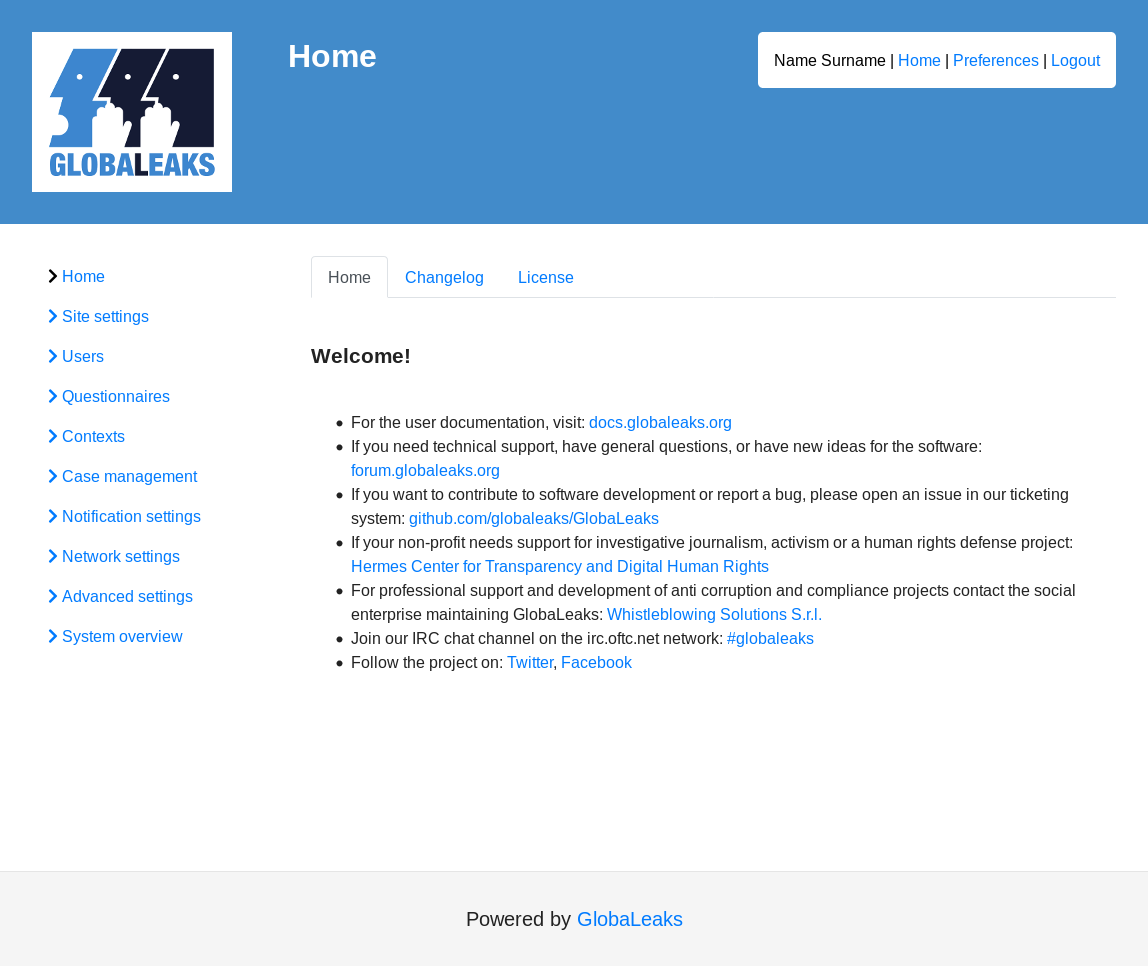 GLOBALEAKS
Home
Name Surname | Home | Preferences | Logout
Home
Site settings
Users
Questionnaires
Contexts
Case management
Notification settings
Network settings
Advanced settings
System overview
Home Changelog License
Welcome!
For the user documentation, visit: docs.globaleaks.org
If you need technical support, have general questions, or have new ideas for the software:
forum.globaleaks.org
If you want to contribute to software development or report a bug, please open an issue in our ticketing
system: github.com/globaleaks/GlobaLeaks
If your non-profit needs support for investigative journalism, activism or a human rights defense project:
Hermes Center for Transparency and Digital Human Rights
For professional support and development of anti corruption and compliance projects contact the social
enterprise maintaining GlobaLeaks: Whistleblowing Solutions S.r.l.
Join our IRC chat channel on the irc.oftc.net network: #globaleaks
Follow the project on: Twitter, Facebook
Powered by GlobaLeaks